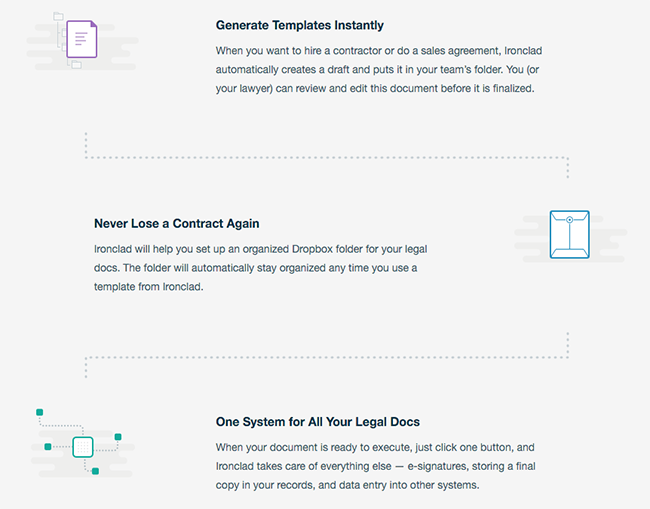 Generate Templates Instantly
When you want to hire a contractor or do a sales agreement, Ironclad
automatically creates a draft and puts it in your team's folder. You (or
your lawyer) can review and edit this document before it is finalized.
Never Lose a Contract Again
Ironclad will help you set up an organized Dropbox folder for your legal
docs. The folder will automatically stay organized any time you use a
template from Ironclad.
One System for All Your Legal Docs
When your document is ready to execute, just click one button, and
Ironclad takes care of everything else — e-signatures, storing a final
copy in your records, and data entry into other systems.